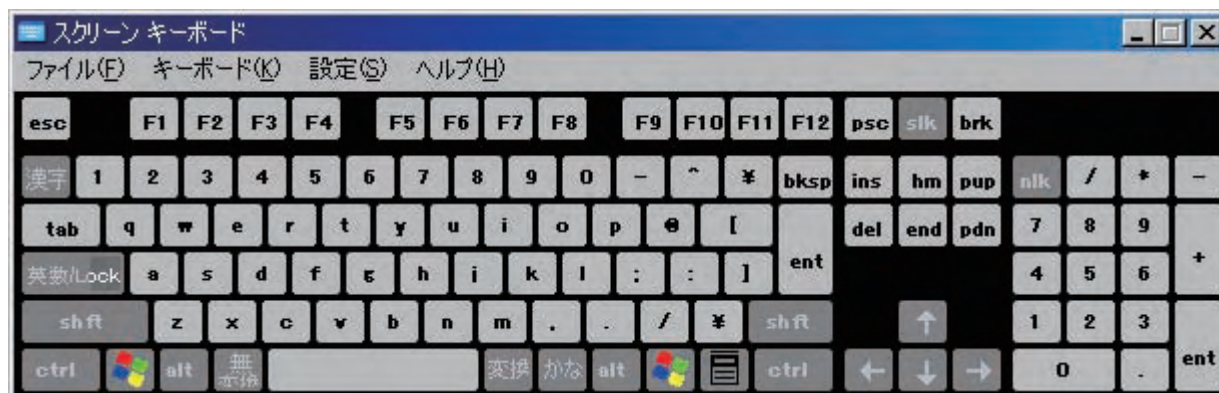 スクリーン キーボード
ファイル(F) キーボード(K) 設定(S) ヘルプ(H)
esc F1 F2 F3 F4 F5 F6 F7 F8 F9 F10 F11 F12 psc slk brk
漢字 1 2 3 4 5 6 7 8 9 0 - ^ ¥ bksp ins hm pup nlk / * -
tab q w e r t y u i o p @ [ ent del end pdn 7 8 9 +
英数/Lock a s d f g h j k l ; : ] 4 5 6
shft z x c v b n m , . / ¥ shft ↑ 1 2 3 ent
ctrl alt 無変換 変換 かな alt ctrl ← ↓ → 0 .